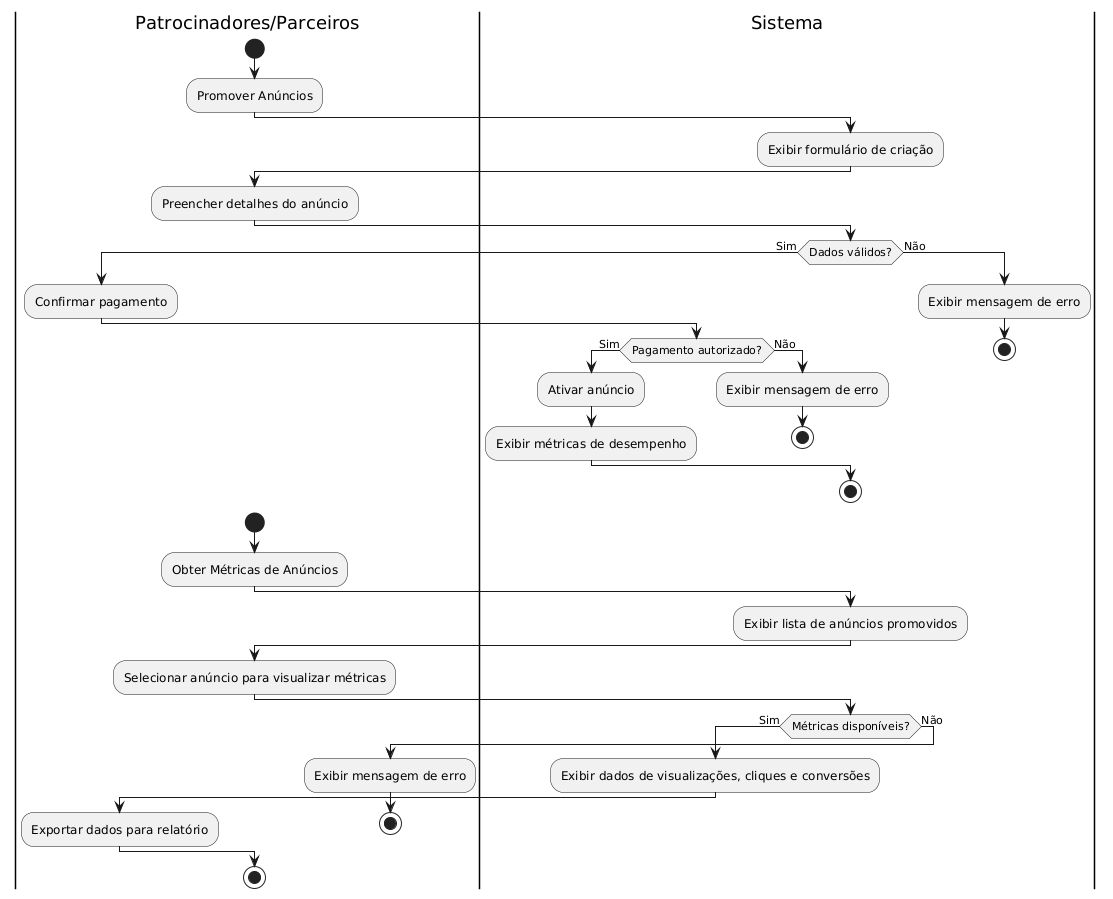 Patrocinadores/Parceiros
Sistema
Promover Anúncios
Exibir formulário de criação
Preencher detalhes do anúncio
Sim
Dados válidos?
Não
Confirmar pagamento
Exibir mensagem de erro
Sim
Pagamento autorizado?
Não
Ativar anúncio
Exibir mensagem de erro
Exibir métricas de desempenho
Obter Métricas de Anúncios
Exibir lista de anúncios promovidos
Selecionar anúncio para visualizar métricas
Sim
Métricas disponíveis?
Não
Exibir mensagem de erro
Exibir dados de visualizações, cliques e conversões
Exportar dados para relatório